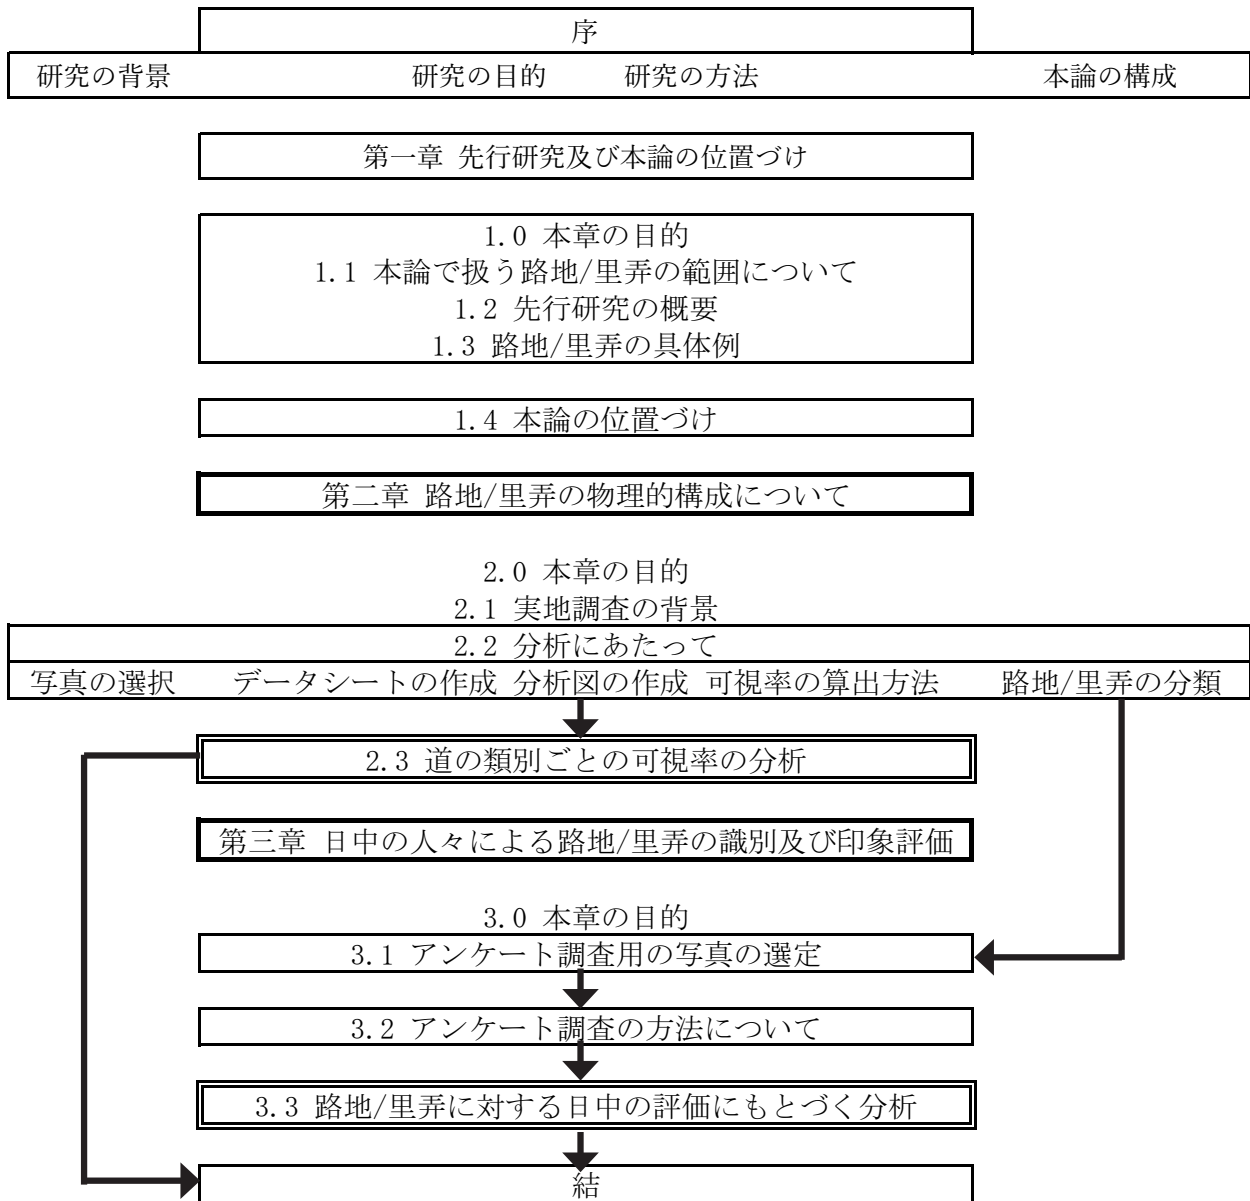 序
研究の背景 研究の目的 研究の方法 本論の構成
第一章 先行研究及び本論の位置づけ
1.0 本章の目的
1.1 本論で扱う路地/里弄の範囲について
1.2 先行研究の概要
1.3 路地/里弄の具体例
1.4 本論の位置づけ
第二章 路地/里弄の物理的構成について
2.0 本章の目的
2.1 実地調査の背景
2.2 分析にあたって
写真の選択 データシートの作成 分析図の作成 可視率の算出方法 路地/里弄の分類
2.3 道の類別ごとの可視率の分析
第三章 日中の人々による路地/里弄の識別及び印象評価
3.0 本章の目的
3.1 アンケート調査用の写真の選定
3.2 アンケート調査の方法について
3.3 路地/里弄に対する日中の評価にもとづく分析
結